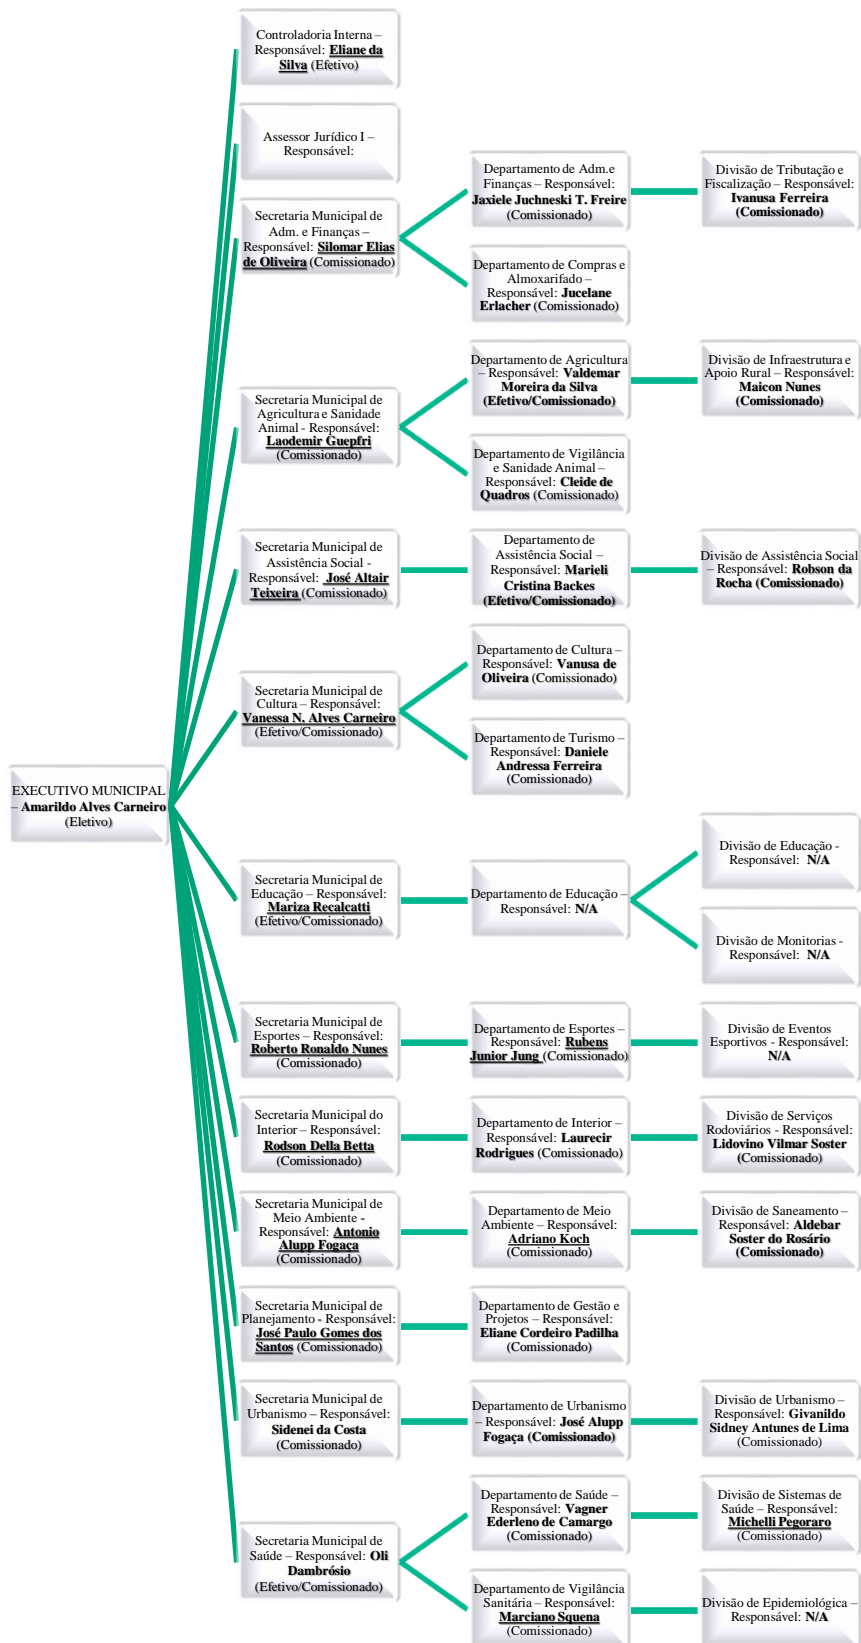 Controladoria Interna –
Responsável: Eliane da
Silva (Efetivo)
Assessor Jurídico I –
Responsável:
Secretaria Municipal de
Adm. e Finanças –
Responsável: Silomar Elias
de Oliveira (Comissionado)
Departamento de Adm.e
Finanças – Responsável:
Jaxiele Juchneski T. Freire
(Comissionado)
Divisão de Tributação e
Fiscalização – Responsável:
Ivanusa Ferreira
(Comissionado)
Departamento de Compras e
Almoxarifado –
Responsável: Jucelane
Erlacher (Comissionado)
Secretaria Municipal de
Agricultura e Sanidade
Animal - Responsável:
Laodemir Guepfri
(Comissionado)
Departamento de Agricultura
– Responsável: Valdemar
Moreira da Silva
(Efetivo/Comissionado)
Divisão de Infraestrutura e
Apoio Rural – Responsável:
Maicon Nunes
(Comissionado)
Departamento de Vigilância
e Sanidade Animal –
Responsável: Cleide de
Quadros (Comissionado)
Secretaria Municipal de
Assistência Social -
Responsável: José Altair
Teixeira (Comissionado)
Departamento de
Assistência Social –
Responsável: Marieli
Cristina Backes
(Efetivo/Comissionado)
Divisão de Assistência Social
– Responsável: Robson da
Rocha (Comissionado)
Secretaria Municipal de
Cultura – Responsável:
Vanessa N. Alves Carneiro
(Efetivo/Comissionado)
Departamento de Cultura –
Responsável: Vanusa de
Oliveira (Comissionado)
Departamento de Turismo –
Responsável: Daniele
Andressa Ferreira
(Comissionado)
EXECUTIVO MUNICIPAL
– Amarildo Alves Carneiro
(Eletivo)
Secretaria Municipal de
Educação – Responsável:
Mariza Recalcatti
(Efetivo/Comissionado)
Departamento de Educação –
Responsável: N/A
Divisão de Educação -
Responsável: N/A
Divisão de Monitorias -
Responsável: N/A
Secretaria Municipal de
Esportes – Responsável:
Roberto Ronaldo Nunes
(Comissionado)
Departamento de Esportes –
Responsável: Rubens
Junior Jung (Comissionado)
Divisão de Eventos
Esportivos - Responsável:
N/A
Secretaria Municipal do
Interior – Responsável:
Rodson Della Betta
(Comissionado)
Departamento de Interior –
Responsável: Laurecir
Rodrigues (Comissionado)
Divisão de Serviços
Rodoviários - Responsável:
Lidovino Vilmar Soster
(Comissionado)
Secretaria Municipal de
Meio Ambiente -
Responsável: Antonio
Alupp Fogaça
(Comissionado)
Departamento de Meio
Ambiente – Responsável:
Adriano Koch
(Comissionado)
Divisão de Saneamento –
Responsável: Aldebar
Soster do Rosário
(Comissionado)
Secretaria Municipal de
Planejamento - Responsável:
José Paulo Gomes dos
Santos (Comissionado)
Departamento de Gestão e
Projetos – Responsável:
Eliane Cordeiro Padilha
(Comissionado)
Secretaria Municipal de
Urbanismo – Responsável:
Sidenei da Costa
(Comissionado)
Departamento de Urbanismo
– Responsável: José Alupp
Fogaça (Comissionado)
Divisão de Urbanismo –
Responsável: Givanildo
Sidney Antunes de Lima
(Comissionado)
Secretaria Municipal de
Saúde – Responsável: Oli
Dambrósio
(Efetivo/Comissionado)
Departamento de Saúde –
Responsável: Vagner
Ederleno de Camargo
(Comissionado)
Divisão de Sistemas de
Saúde – Responsável:
Michelli Pegoraro
(Comissionado)
Departamento de Vigilância
Sanitária – Responsável:
Marciano Squena
(Comissionado)
Divisão de Epidemiológica –
Responsável: N/A